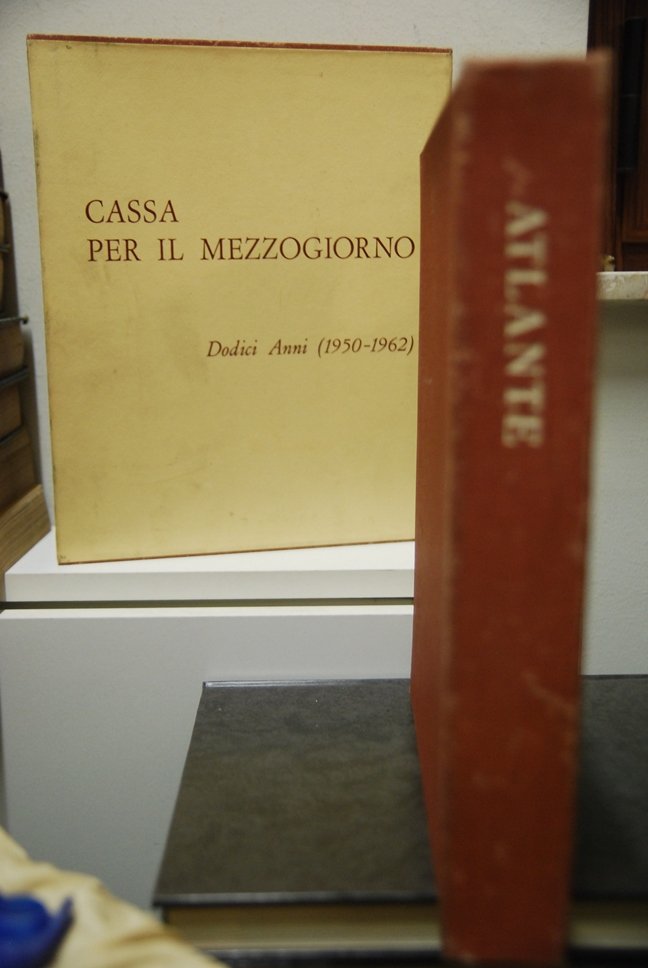 CASSA
PER IL MEZZOGIORNO
Dodici Anni (1950-1962)
ATLANTE